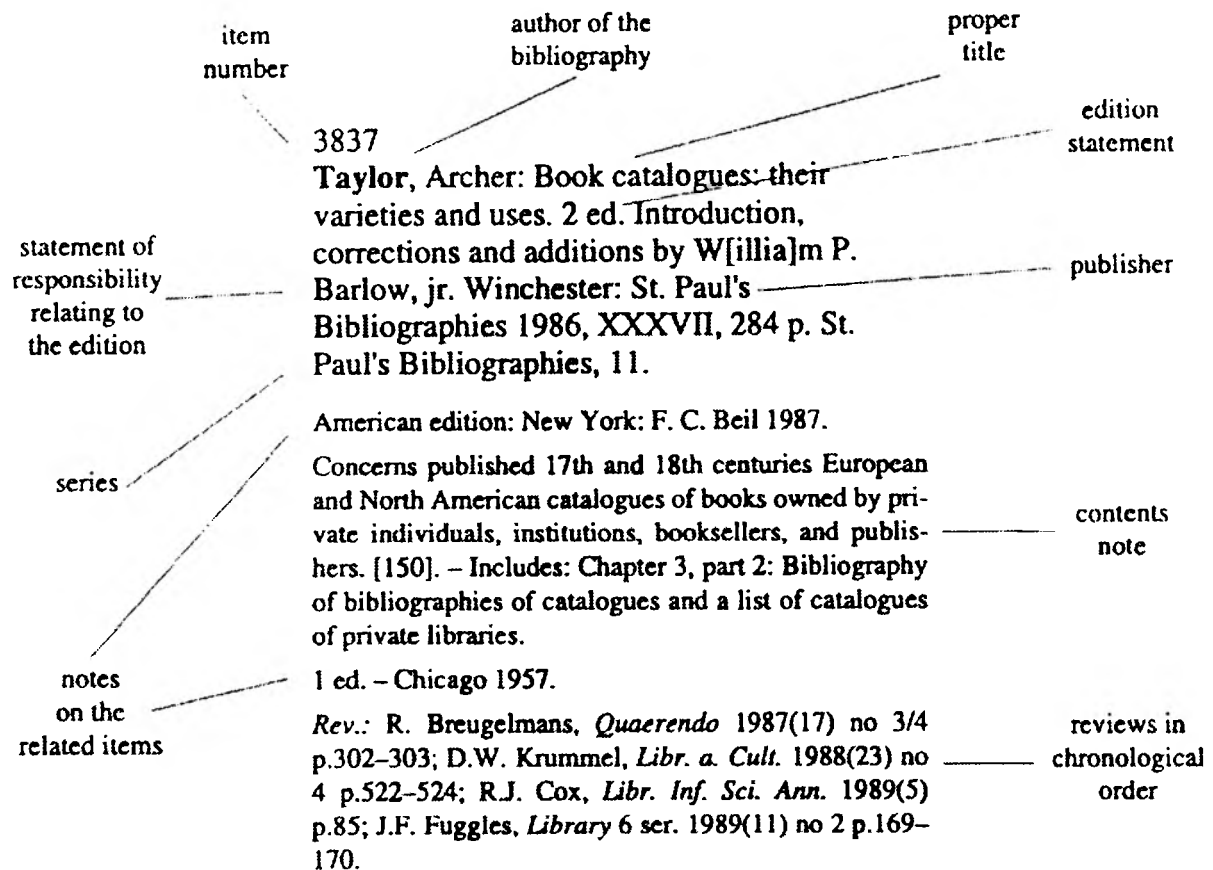 item
number
author of the
bibliography
proper
title
edition
statement
3837
Taylor, Archer: Book catalogues: their
varieties and uses. 2 ed. Introduction,
corrections and additions by W[illia]m P.
Barlow, jr. Winchester: St. Paul's
Bibliographies 1986, XXXVII, 284 p. St.
Paul's Bibliographies, 11.
statement of
responsibility
relating to
the edition
publisher
American edition: New York: F. C. Beil 1987.
series
Concerns published 17th and 18th centuries European
and North American catalogues of books owned by pri-
vate individuals, institutions, booksellers, and publis-
hers. [150]. – Includes: Chapter 3, part 2: Bibliography
of bibliographies of catalogues and a list of catalogues
of private libraries.
contents
note
1 ed. – Chicago 1957.
notes
on the
related items
Rev.: R. Breugelmans, Quaerendo 1987(17) no 3/4
p.302–303; D.W. Krummel, Libr. a. Cult. 1988(23) no
4 p.522–524; R.J. Cox, Libr. Inf. Sci. Ann. 1989(5)
p.85; J.F. Fuggles, Library 6 ser. 1989(11) no 2 p.169–
170.
reviews in
chronological
order